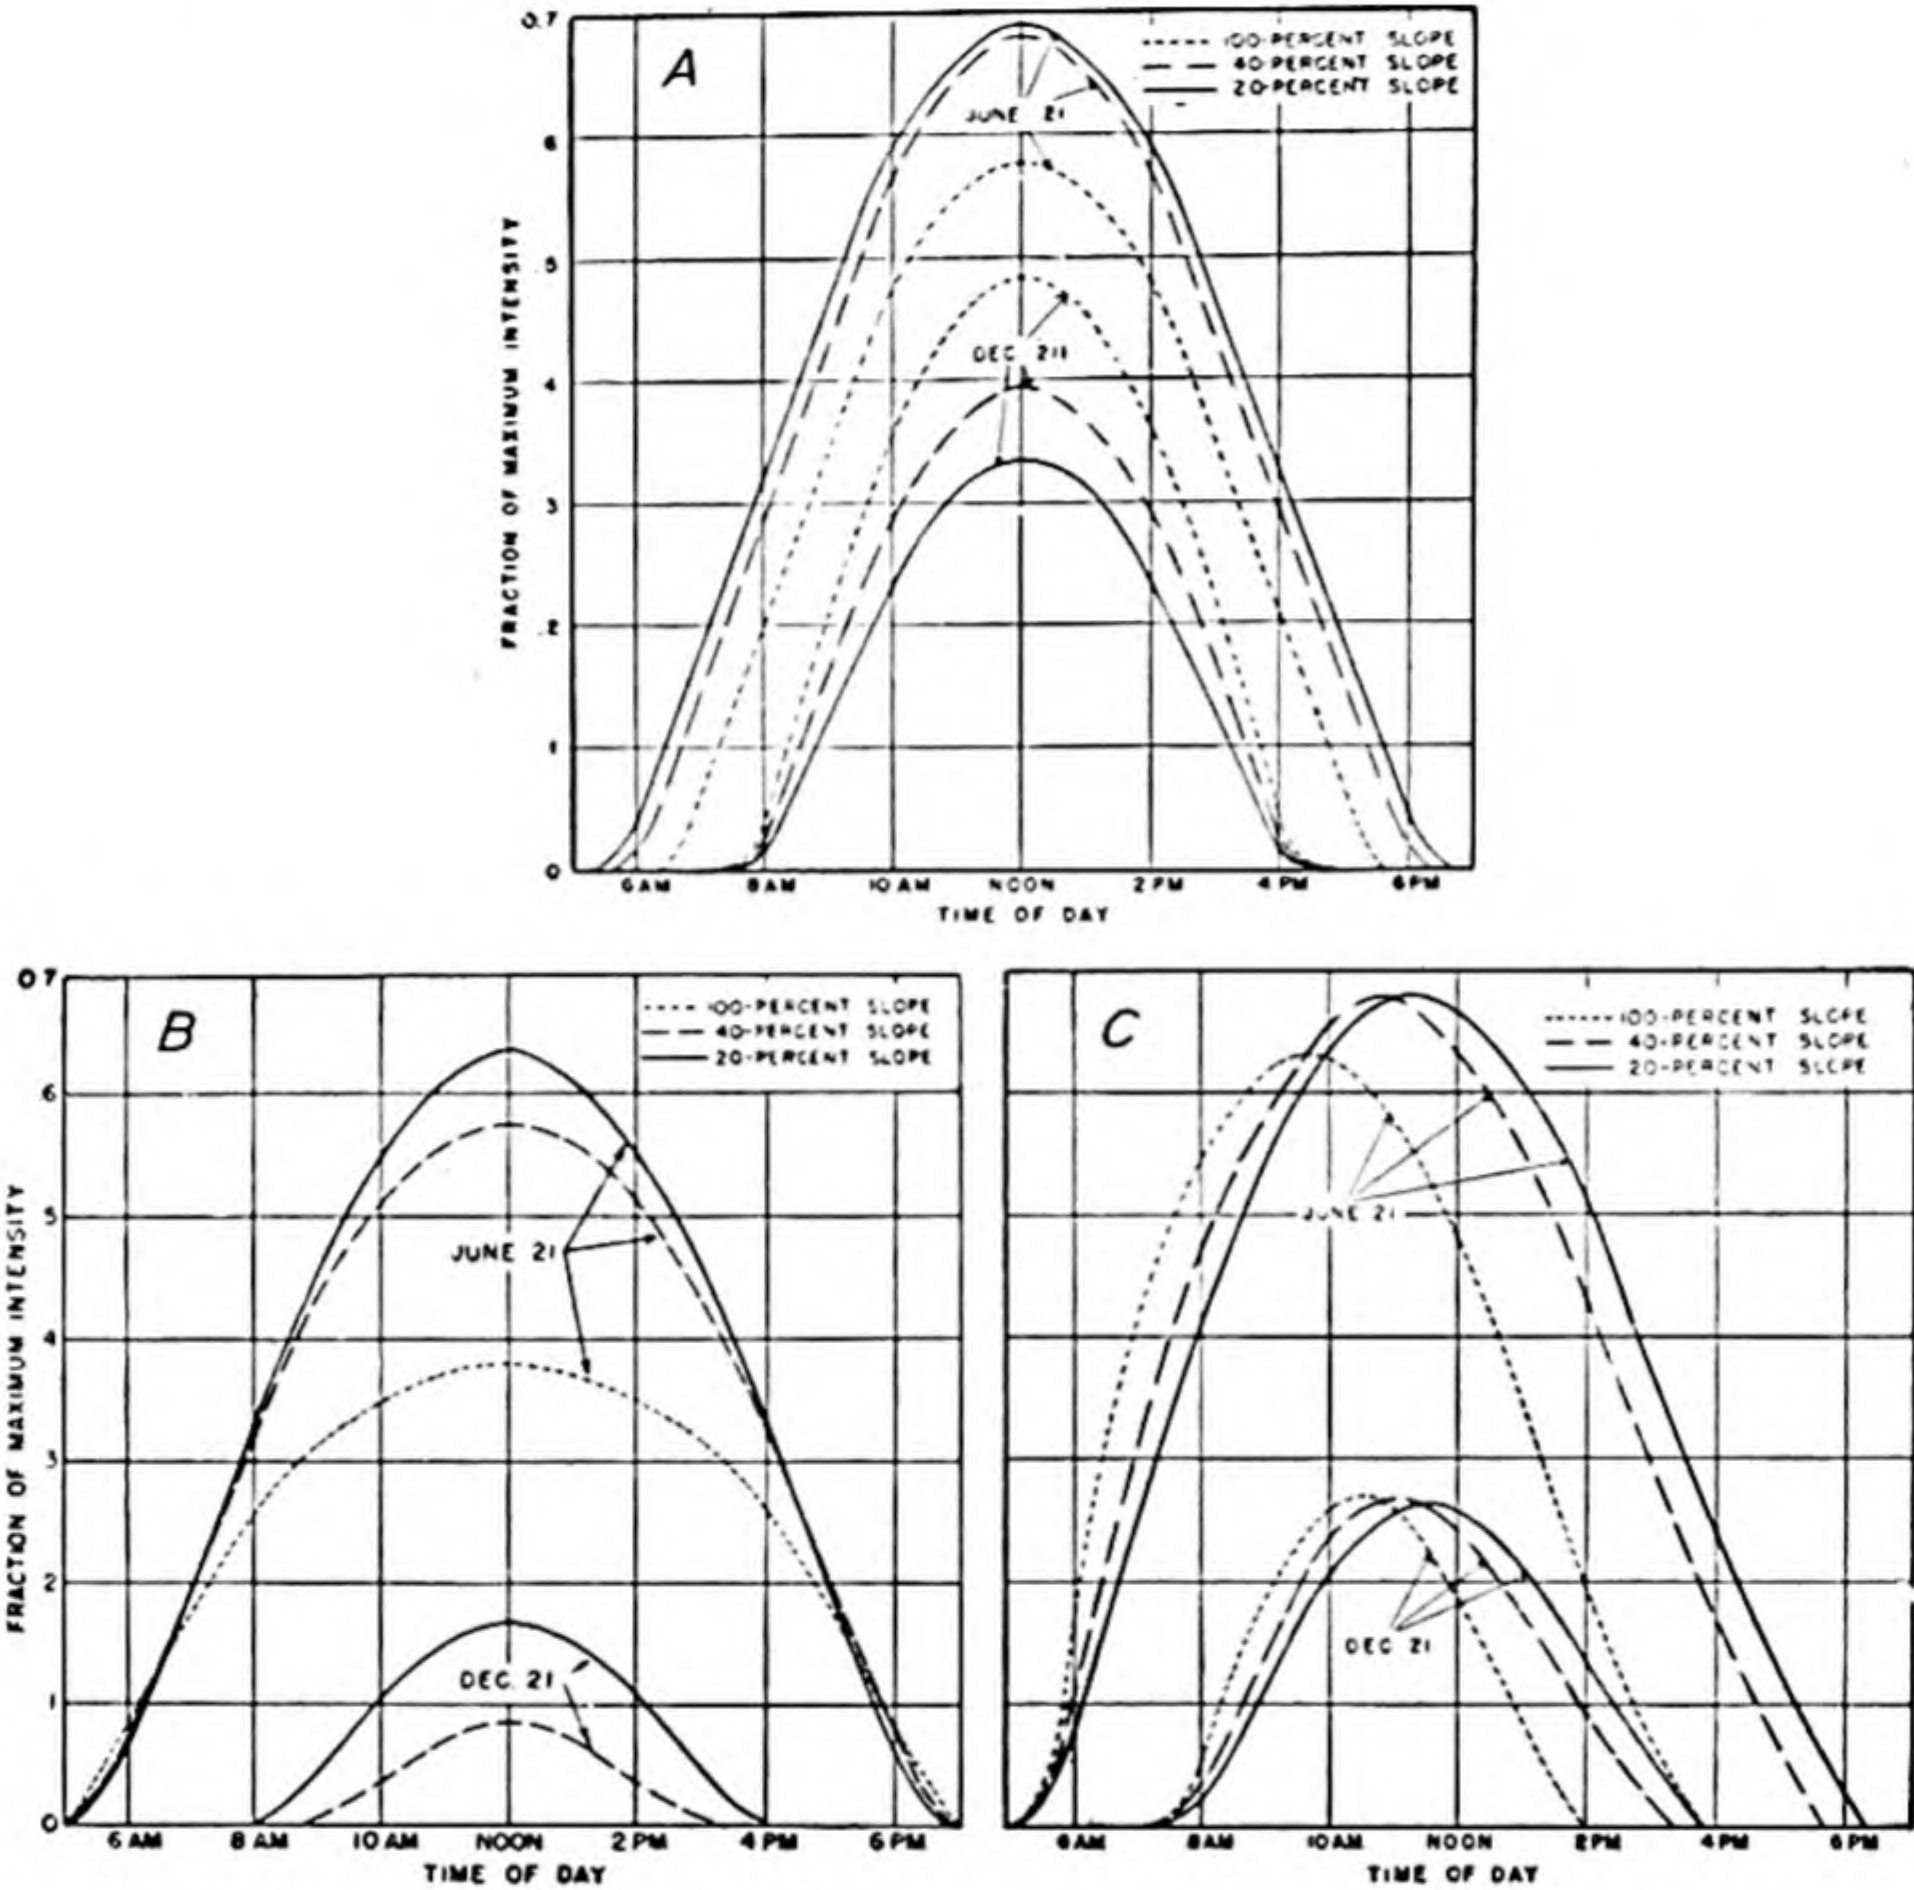 A
100-PERCENT SLOPE
40-PERCENT SLOPE
20-PERCENT SLOPE
JUNE 21
DEC 21
FRACTION OF MAXIMUM INTENSITY
0.7
.6
.5
.4
.3
.2
.1
0
6 AM 8 AM 10 AM NOON 2 PM 4 PM 6 PM
TIME OF DAY
B
100-PERCENT SLOPE
40-PERCENT SLOPE
20-PERCENT SLOPE
JUNE 21
DEC. 21
FRACTION OF MAXIMUM INTENSITY
0.7
.6
.5
.4
.3
.2
.1
0
6 AM 8 AM 10 AM NOON 2 PM 4 PM 6 PM
TIME OF DAY
C
100-PERCENT SLOPE
40-PERCENT SLOPE
20-PERCENT SLOPE
JUNE 21
DEC 21
6 AM 8 AM 10 AM NOON 2 PM 4 PM 6 PM
TIME OF DAY